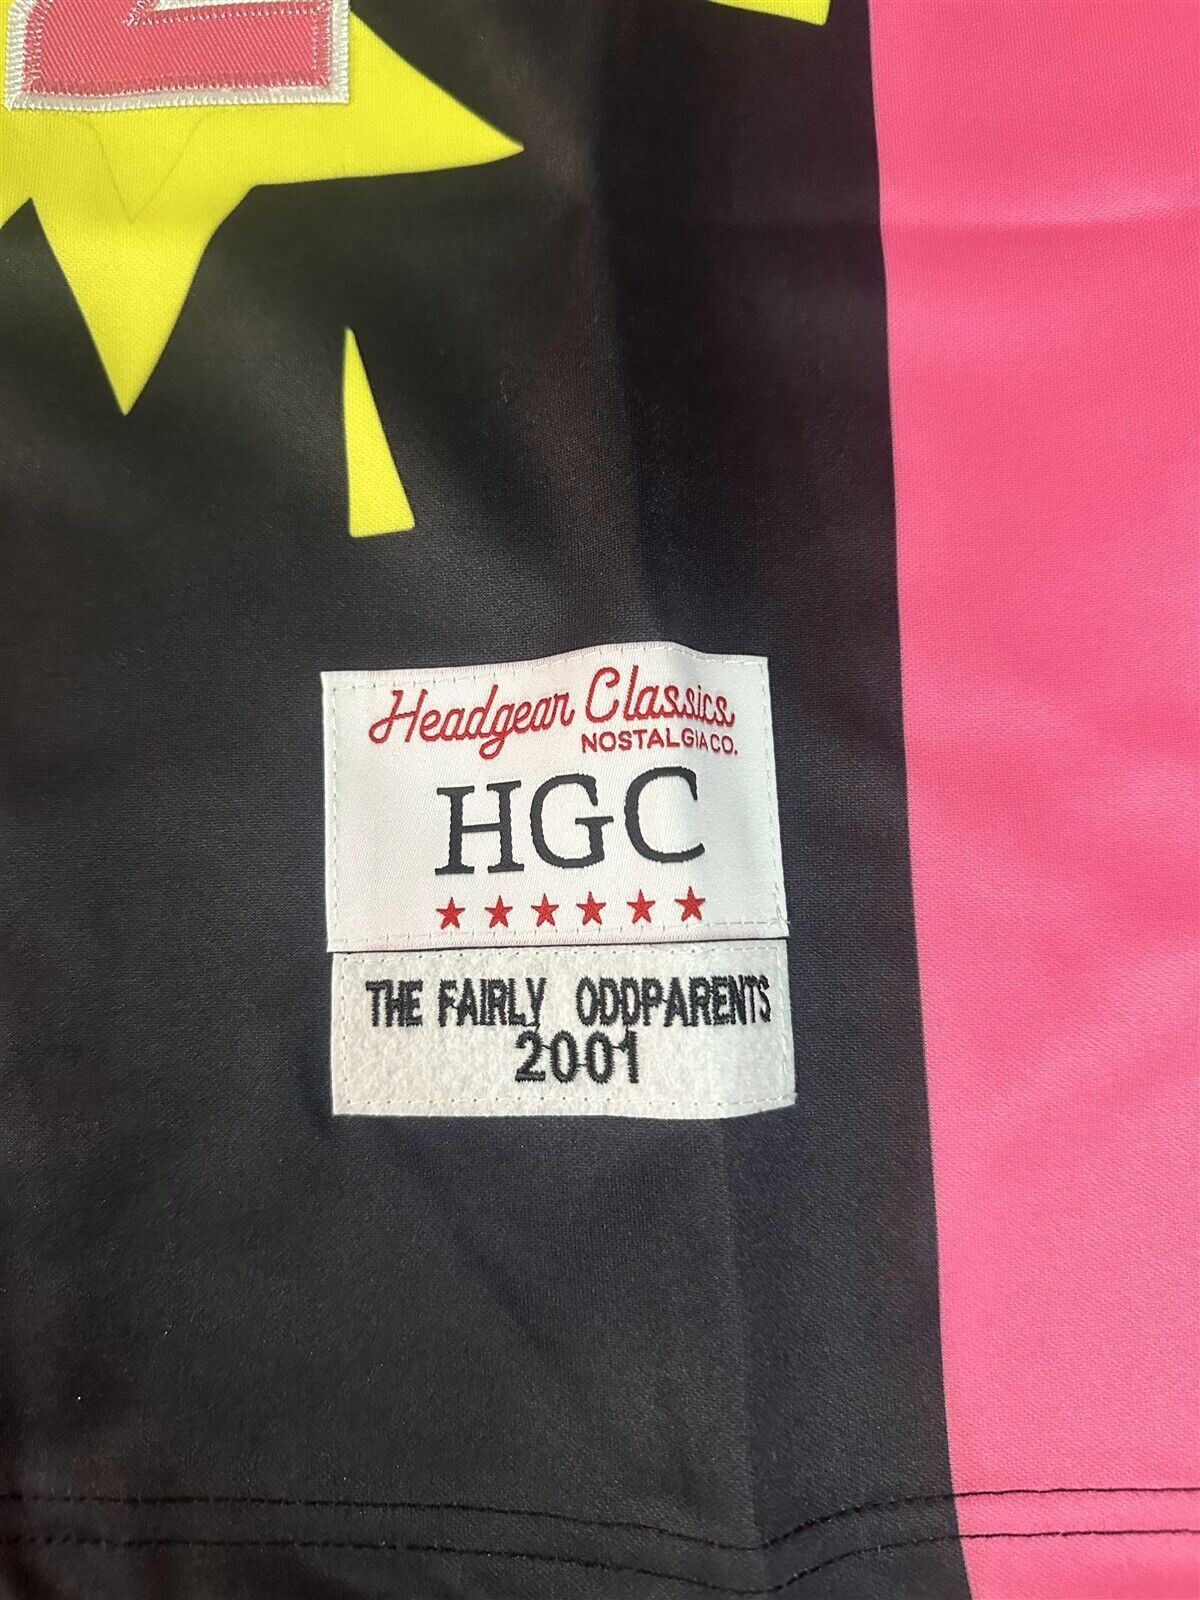 Headgear Classics
NOSTALGIA CO.
HGC
THE FAIRLY ODDPARENTS
2001